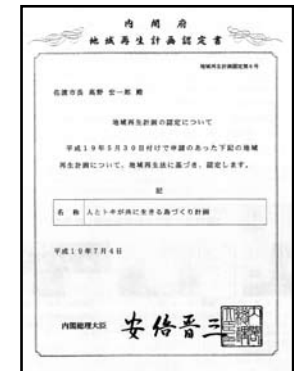 内閣府
地域再生計画認定書
佐渡市長 高野 宏一郎 殿
地域再生計画の認定について
平成19年5月30日付けで申請のあった下記の地域
再生計画について、地域再生法に基づき、認定します。
記
名 称 人とトキが共に生きる島づくり計画
平成19年7月4日
内閣総理大臣 安倍晋三